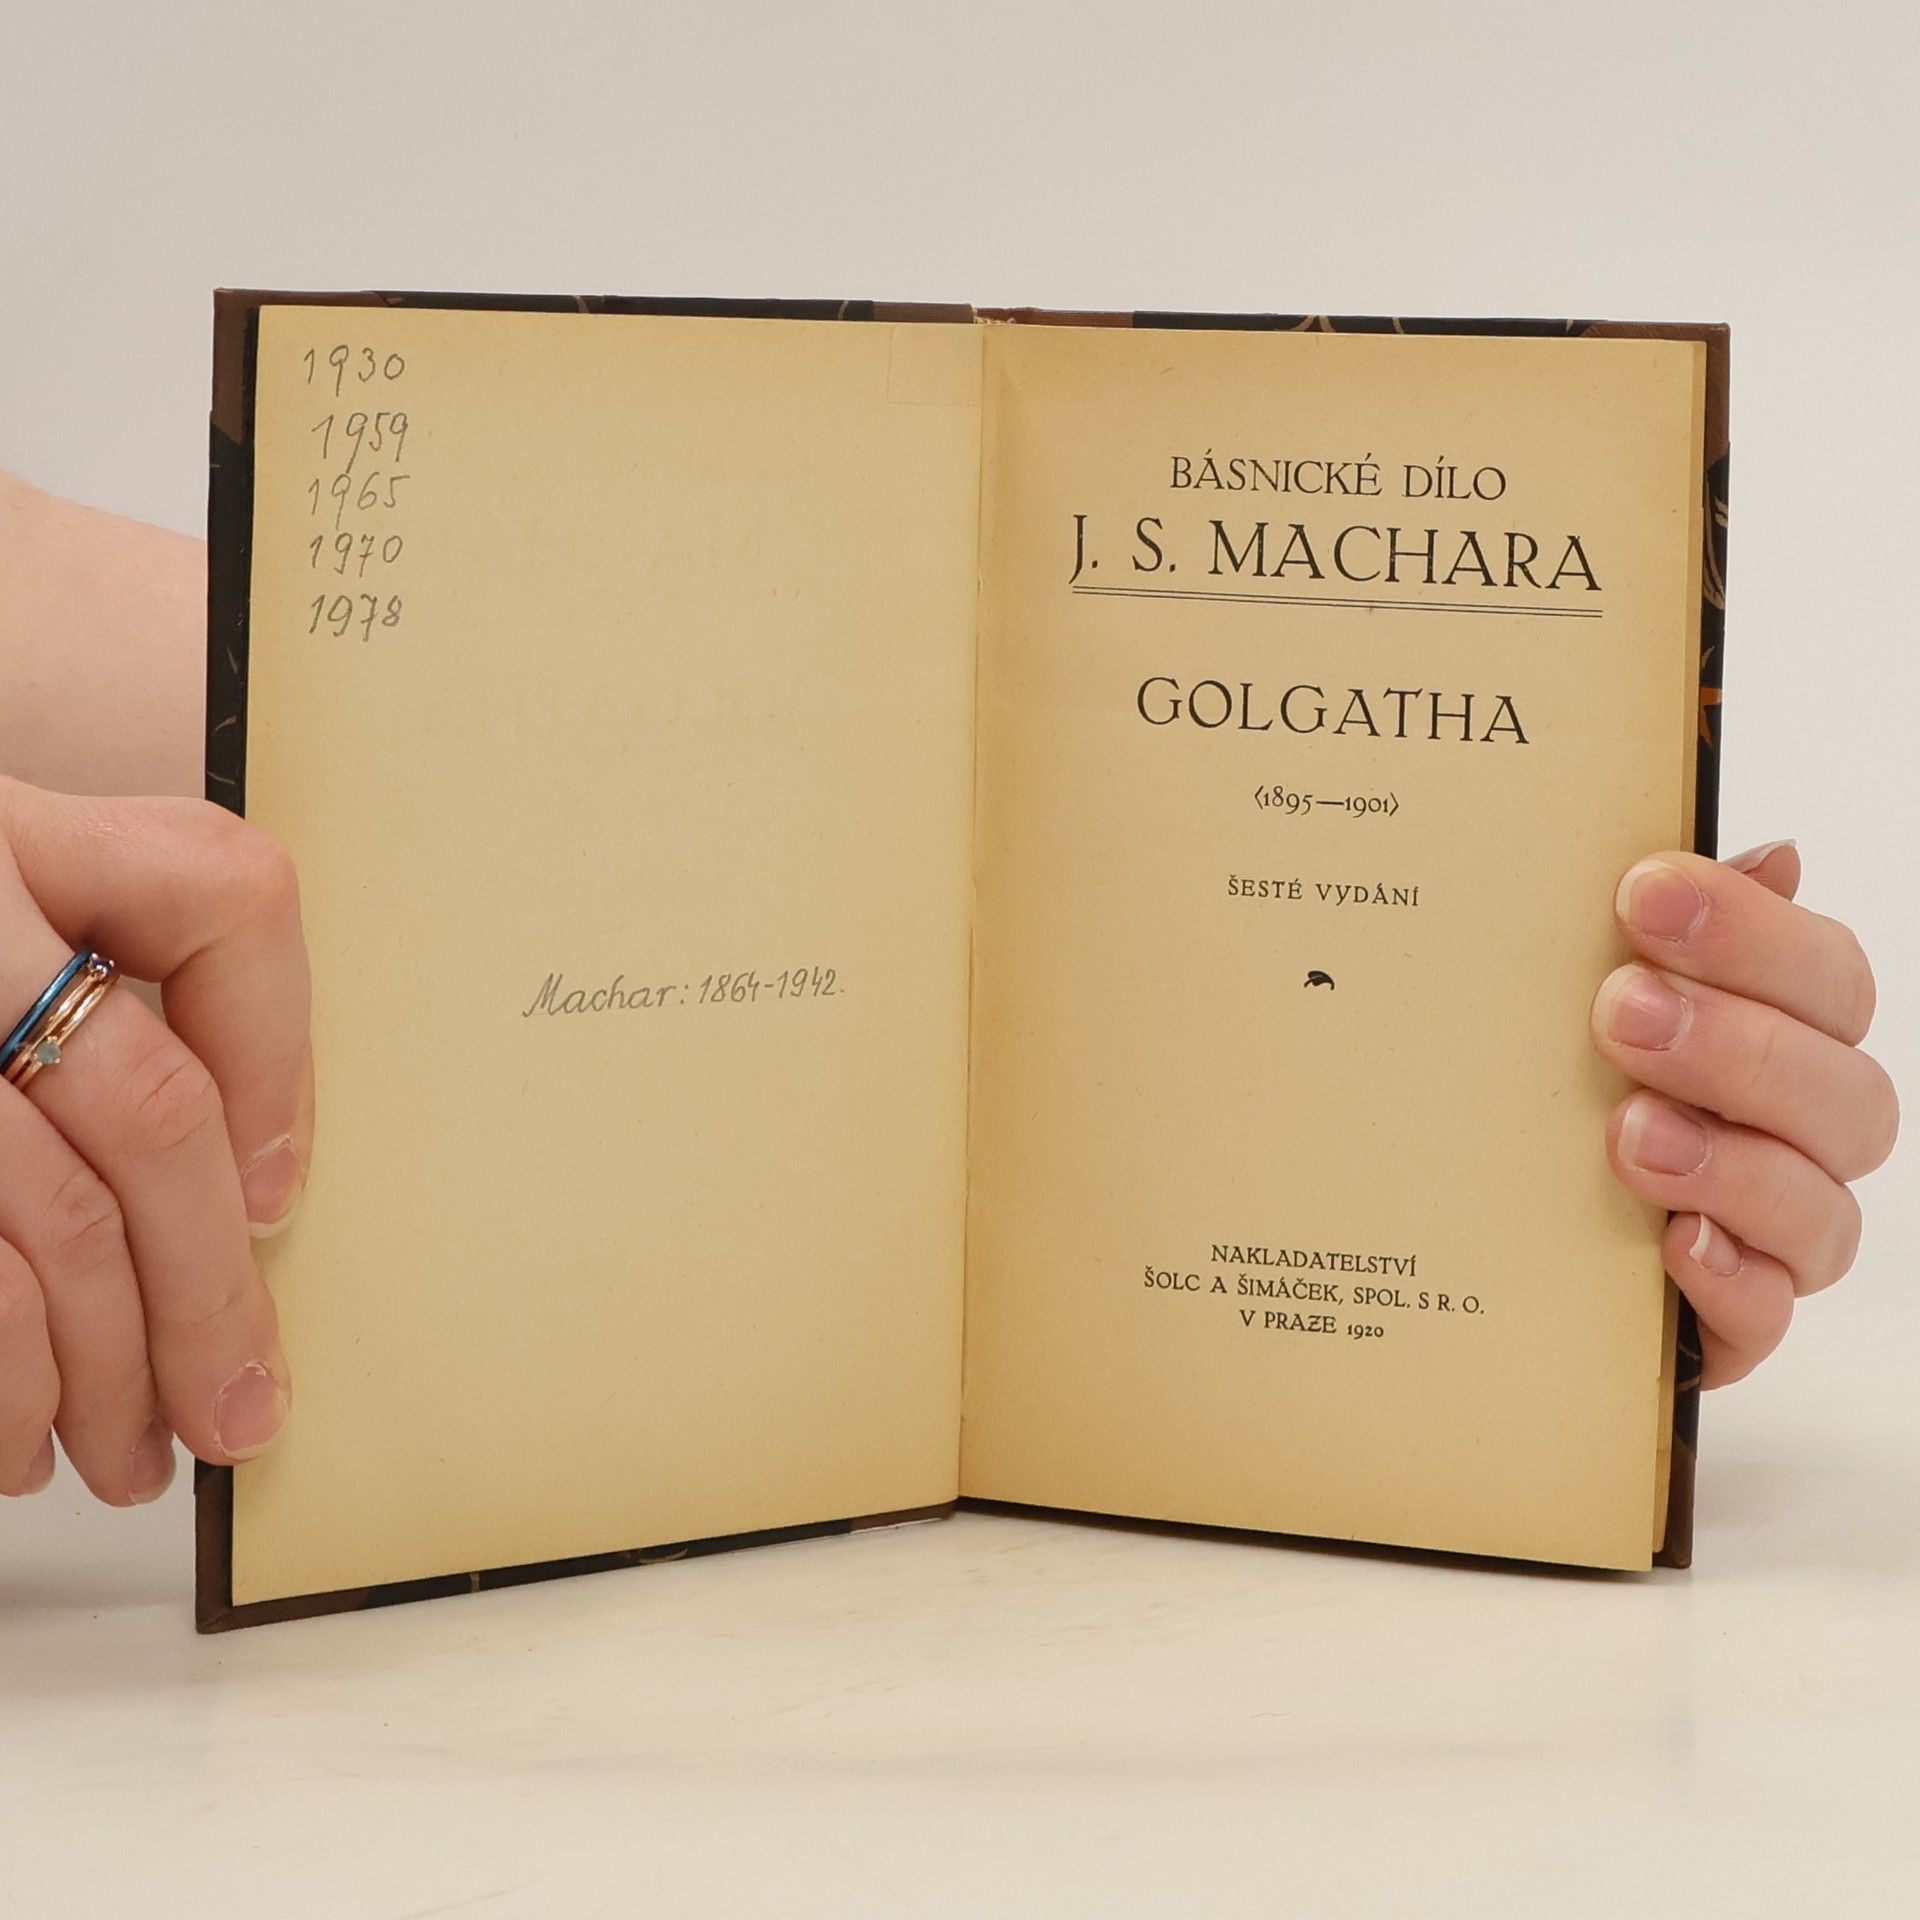 1930
1959
1965
1970
1978
Machar: 1864-1942.
BÁSNICKÉ DÍLO
J. S. MACHARA
GOLGATHA
⟨1895—1901⟩
ŠESTÉ VYDÁNÍ
NAKLADATELSTVÍ
ŠOLC A ŠIMÁČEK, SPOL. S R. O.
V PRAZE 1920